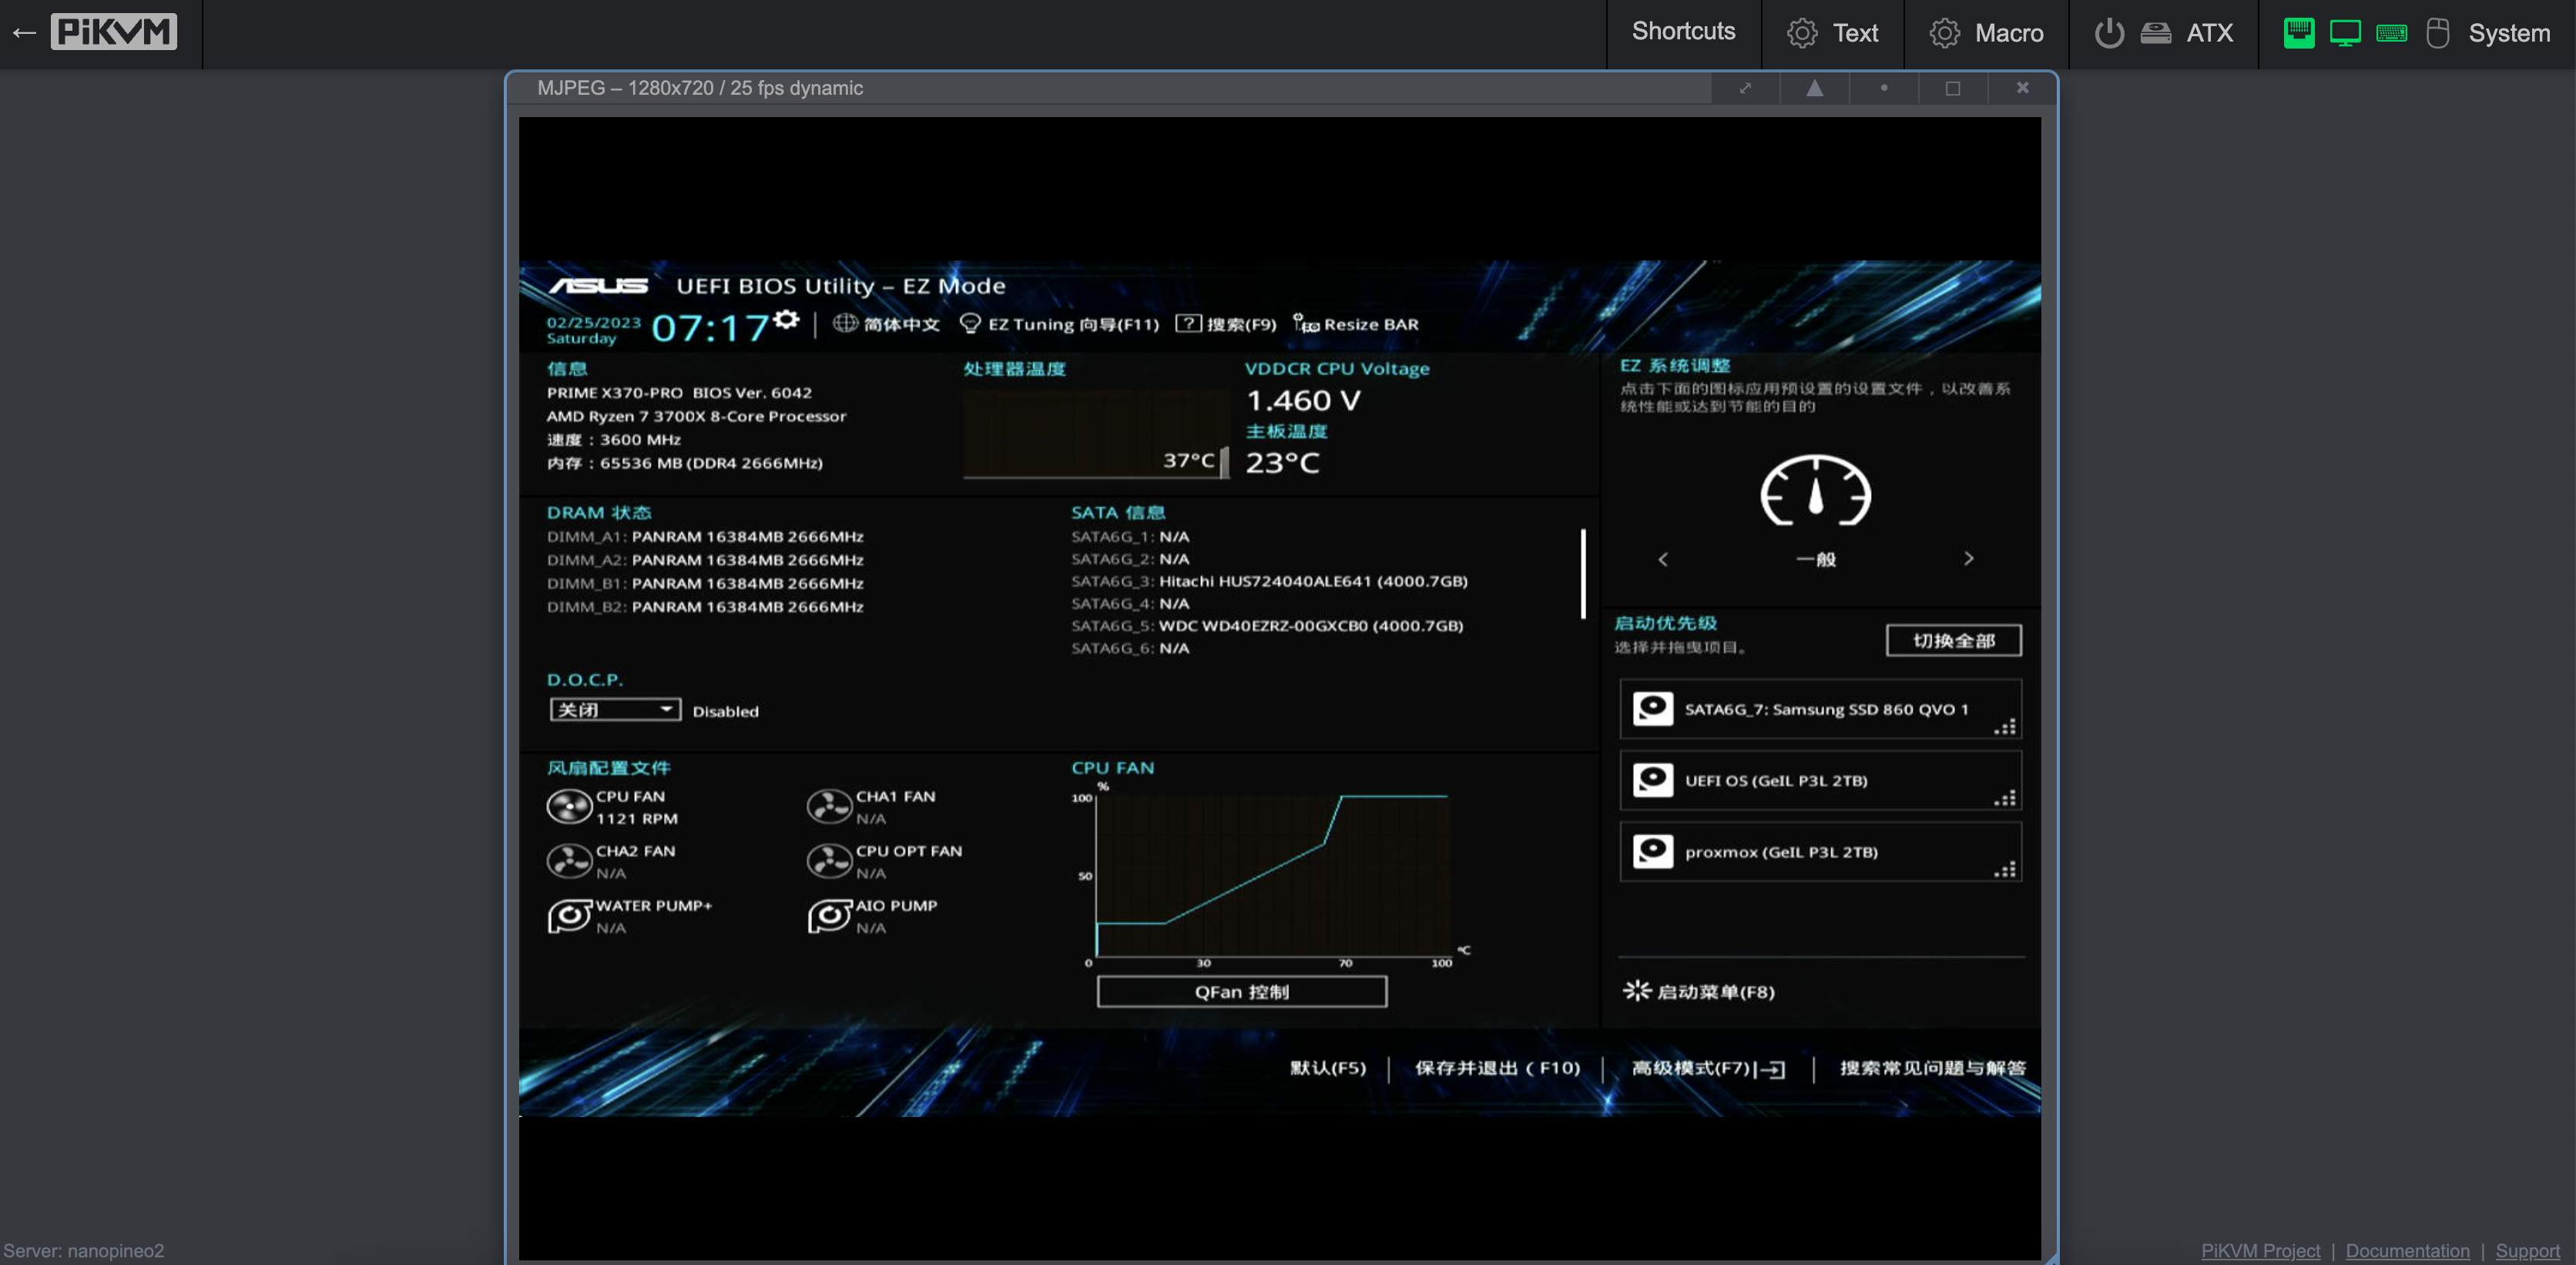 ← PiKVM
Shortcuts
Text
Macro
ATX
System
MJPEG – 1280x720 / 25 fps dynamic
ASUS UEFI BIOS Utility – EZ Mode
02/25/2023
Saturday
07:17
简体中文
EZ Tuning 向导(F11)
? 搜索(F9)
Resize BAR
信息
PRIME X370-PRO BIOS Ver. 6042
AMD Ryzen 7 3700X 8-Core Processor
速度：3600 MHz
内存：65536 MB (DDR4 2666MHz)
处理器温度
37°C
VDDCR CPU Voltage
1.460 V
主板温度
23°C
EZ 系统调整
点击下面的图标应用预设置的设置文件，以改善系
统性能或达到节能的目的
一般
DRAM 状态
DIMM_A1: PANRAM 16384MB 2666MHz
DIMM_A2: PANRAM 16384MB 2666MHz
DIMM_B1: PANRAM 16384MB 2666MHz
DIMM_B2: PANRAM 16384MB 2666MHz
SATA 信息
SATA6G_1: N/A
SATA6G_2: N/A
SATA6G_3: Hitachi HUS724040ALE641 (4000.7GB)
SATA6G_4: N/A
SATA6G_5: WDC WD40EZRZ-00GXCB0 (4000.7GB)
SATA6G_6: N/A
D.O.C.P.
关闭 Disabled
启动优先级
选择并拖曳项目。
切换全部
SATA6G_7: Samsung SSD 860 QVO 1
UEFI OS (GeIL P3L 2TB)
proxmox (GeIL P3L 2TB)
启动菜单(F8)
风扇配置文件
CPU FAN
1121 RPM
CHA1 FAN
N/A
CHA2 FAN
N/A
CPU OPT FAN
N/A
WATER PUMP+
N/A
AIO PUMP
N/A
CPU FAN
%
100
50
0
30
70
100
°C
QFan 控制
默认(F5)
保存并退出（F10)
高级模式(F7)
搜索常见问题与解答
Server: nanopineo2
PiKVM Project | Documentation | Support